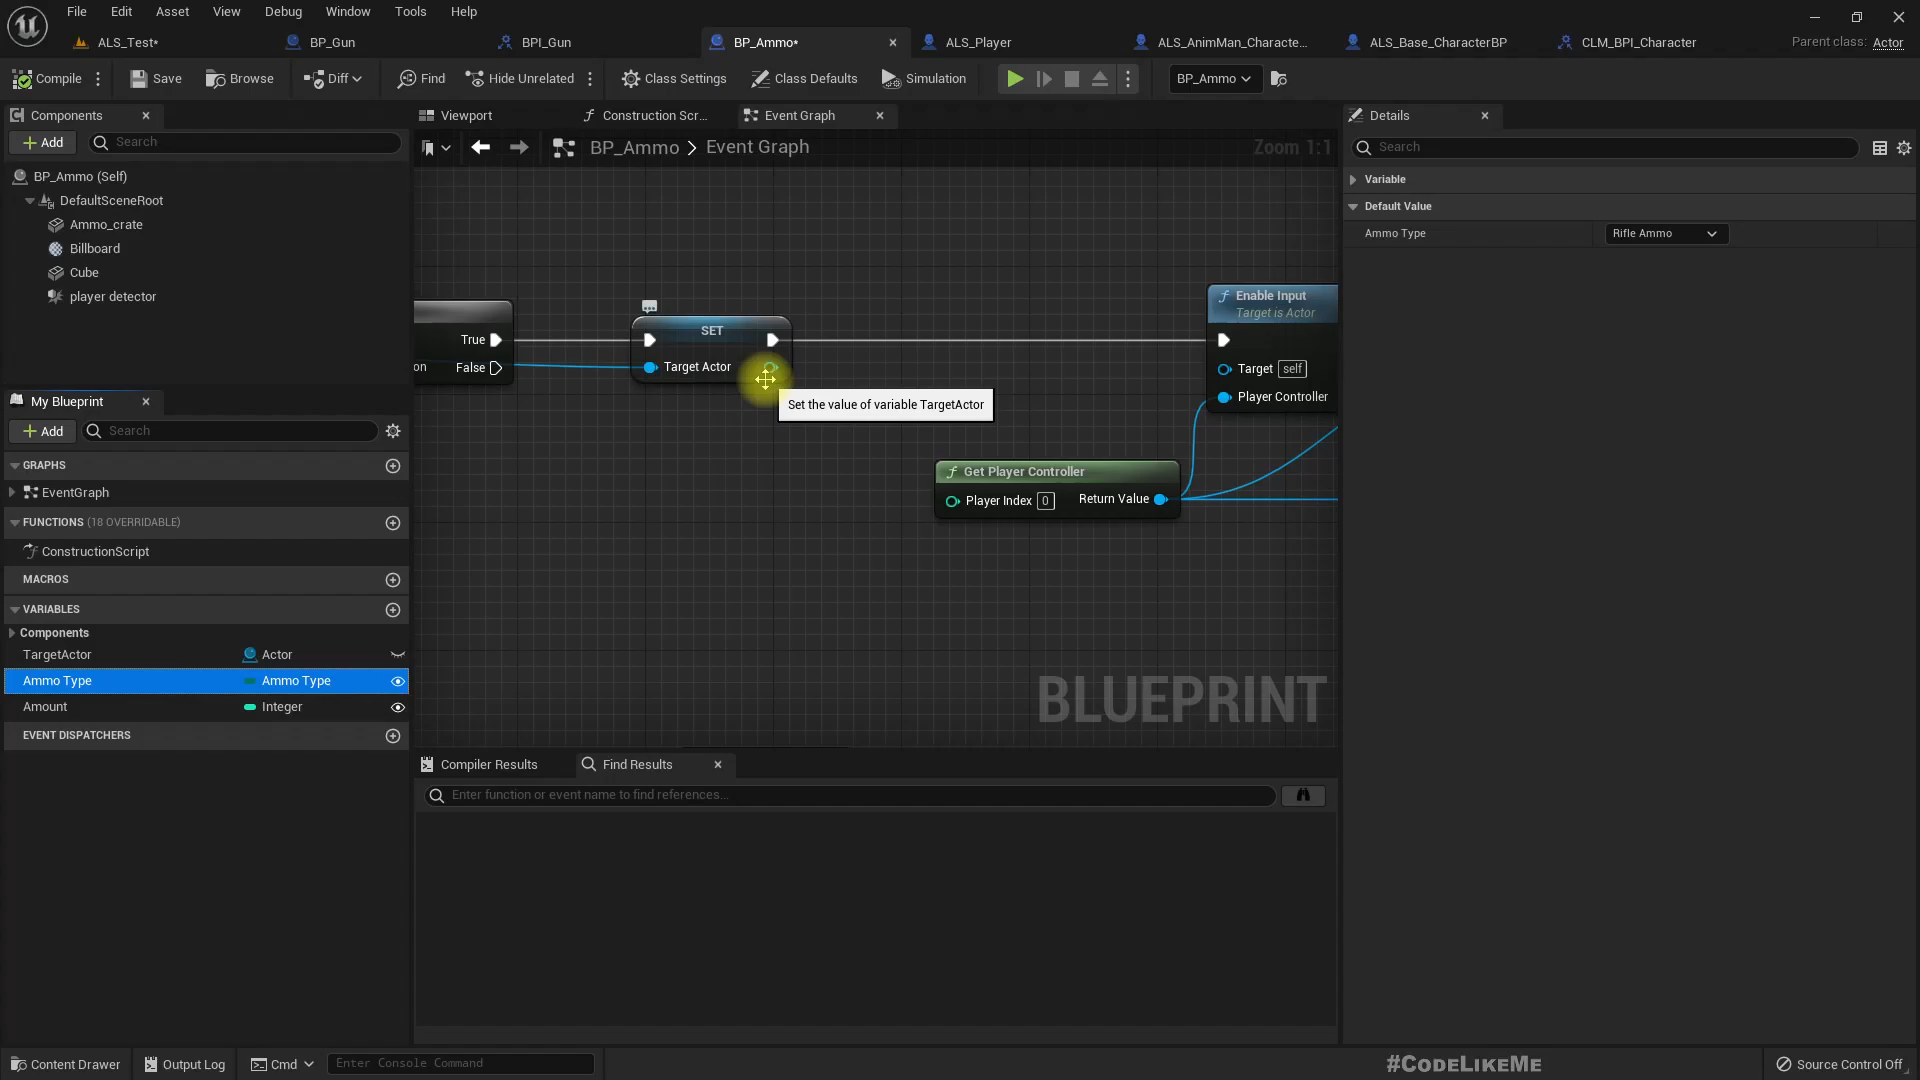 File Edit Asset View Debug Window Tools Help
ALS_Test* BP_Gun BPI_Gun BP_Ammo* ALS_Player ALS_AnimMan_Characte... ALS_Base_CharacterBP CLM_BPI_Character Parent class: Actor
Compile Save Browse Diff Find Hide Unrelated Class Settings Class Defaults Simulation BP_Ammo
Components Viewport Construction Scr... Event Graph Details
Add Search BP_Ammo > Event Graph Zoom 1:1 Search
BP_Ammo (Self)
DefaultSceneRoot
Ammo_crate
Billboard
Cube
player detector
Variable
Default Value
Ammo Type Rifle Ammo
True
on False
SET
Target Actor
Set the value of variable TargetActor
Enable Input
Target is Actor
Target self
Player Controller
Get Player Controller
Player Index 0 Return Value
BLUEPRINT
My Blueprint
Add Search
GRAPHS
EventGraph
FUNCTIONS (18 OVERRIDABLE)
ConstructionScript
MACROS
VARIABLES
Components
TargetActor Actor
Ammo Type Ammo Type
Amount Integer
EVENT DISPATCHERS
Compiler Results Find Results
Enter function or event name to find references...
Content Drawer Output Log Cmd Enter Console Command #CODELIKEME Source Control Off